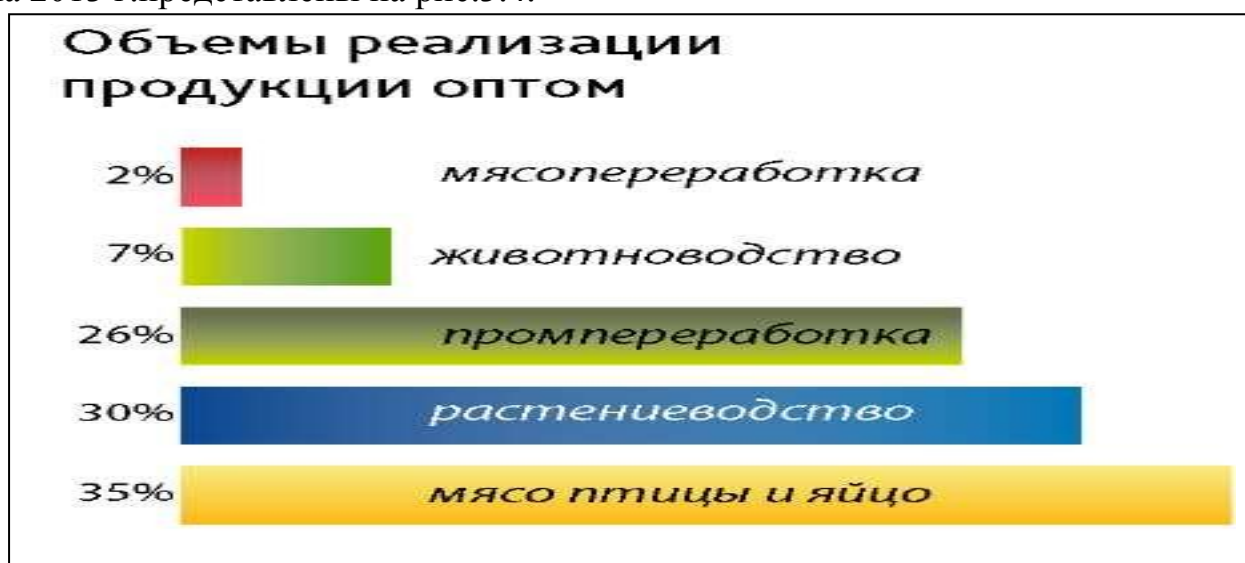 Объемы реализации
продукции оптом
2% мясопереработка
7% животноводство
26% промпереработка
30% растениеводство
35% мясо птицы и яйцо